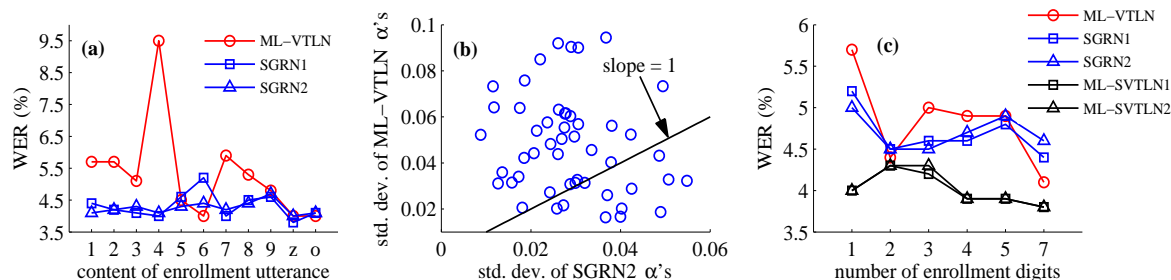 (a)
WER (%)
9.5
8.5
7.5
6.5
5.5
4.5
3.5
1 2 3 4 5 6 7 8 9 z o
content of enrollment utterance
ML−VTLN
SGRN1
SGRN2
(b)
std. dev. of ML−VTLN α's
0.1
0.08
0.06
0.04
0.02
0.02 0.04 0.06
std. dev. of SGRN2 α's
slope = 1
(c)
WER (%)
6
5.5
5
4.5
4
3.5
1 2 3 4 5 7
number of enrollment digits
ML−VTLN
SGRN1
SGRN2
ML−SVTLN1
ML−SVTLN2